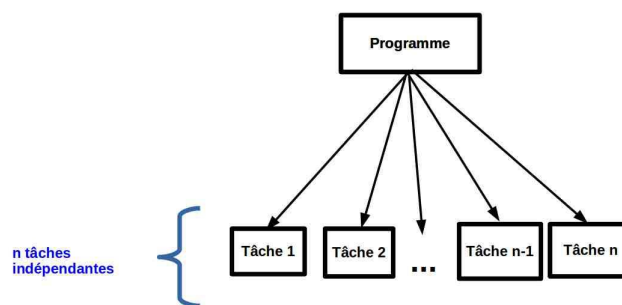 Programme
Tâche 1
Tâche 2
...
Tâche n-1
Tâche n
n tâches
indépendantes